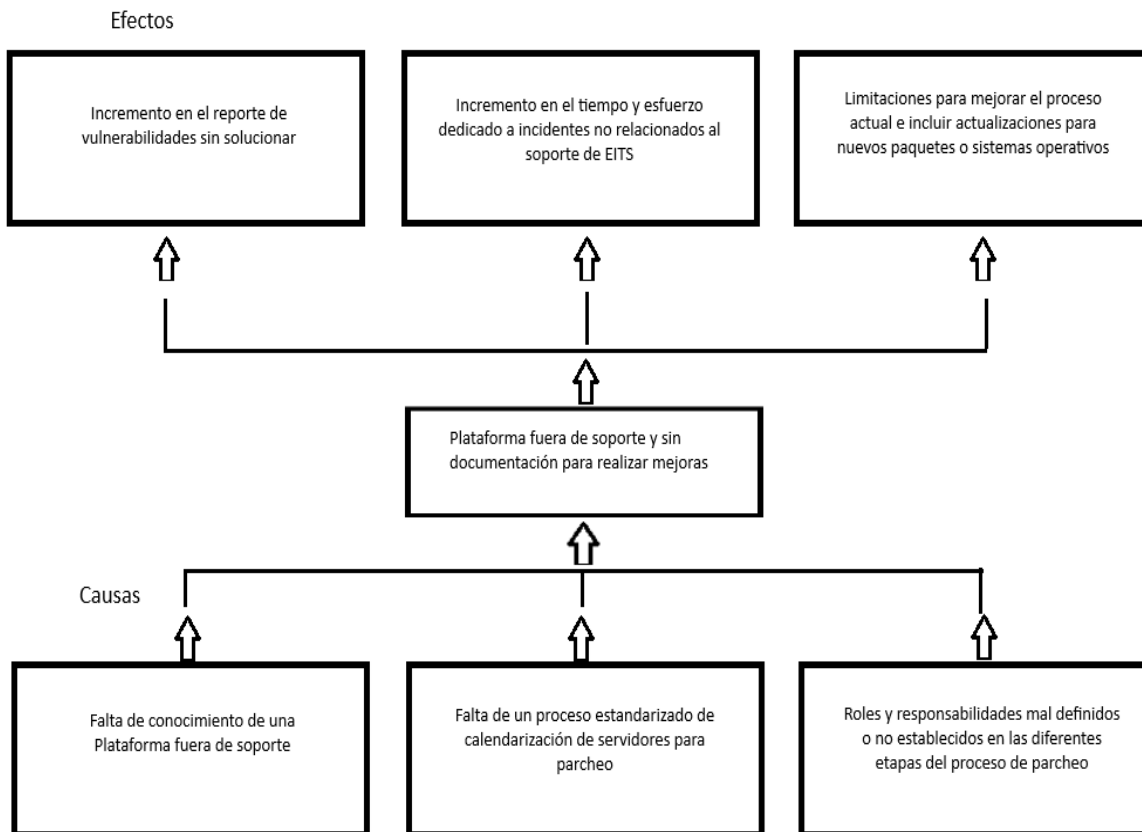 Efectos
Incremento en el reporte de
vulnerabilidades sin solucionar
Incremento en el tiempo y esfuerzo
dedicado a incidentes no relacionados al
soporte de EITS
Limitaciones para mejorar el proceso
actual e incluir actualizaciones para
nuevos paquetes o sistemas operativos
Plataforma fuera de soporte y sin
documentación para realizar mejoras
Causas
Falta de conocimiento de una
Plataforma fuera de soporte
Falta de un proceso estandarizado de
calendarización de servidores para
parcheo
Roles y responsabilidades mal definidos
o no establecidos en las diferentes
etapas del proceso de parcheo